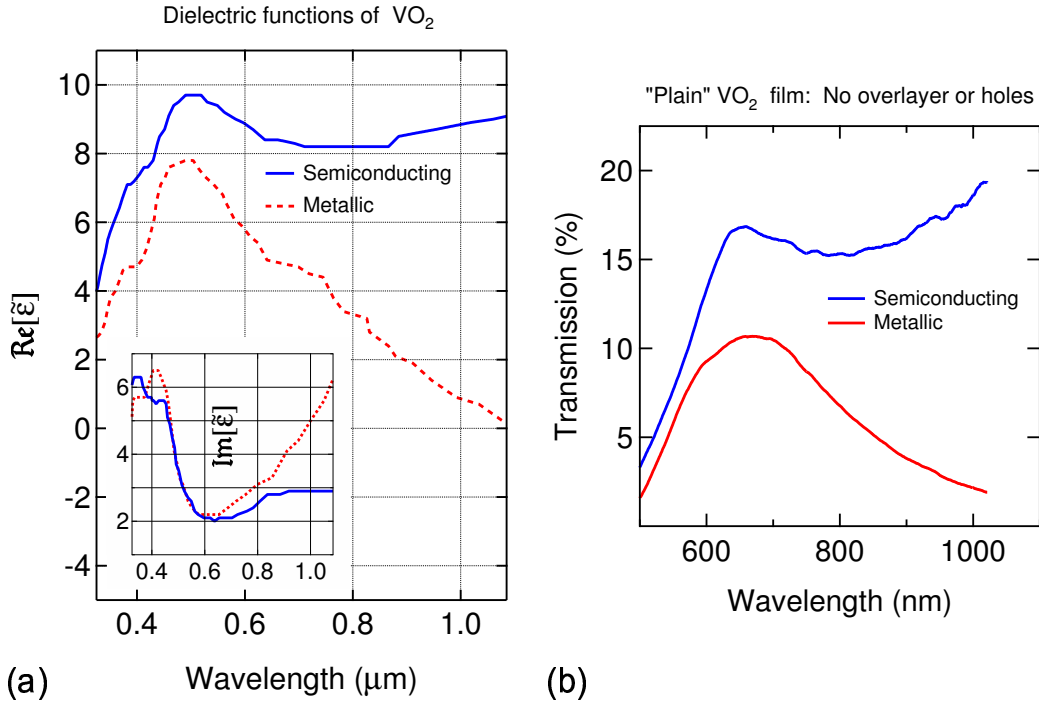 Dielectric functions of VO₂
10
8
6
4
2
0
-2
-4
ℜe[ε̃]
Semiconducting
Metallic
6
4
2
ℑm[ε̃]
0.4 0.6 0.8 1.0
0.4 0.6 0.8 1.0
Wavelength (μm)
(a)
"Plain" VO₂ film: No overlayer or holes
20
15
10
5
Transmission (%)
Semiconducting
Metallic
600 800 1000
Wavelength (nm)
(b)